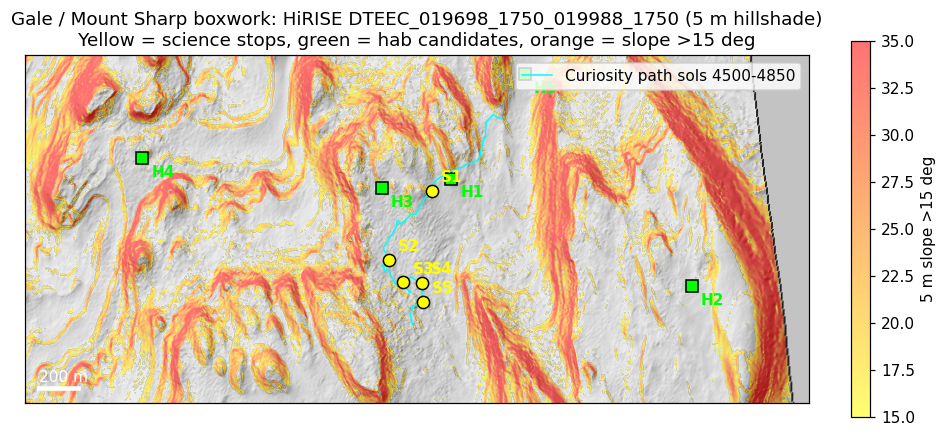 Gale / Mount Sharp boxwork: HiRISE DTEEC_019698_1750_019988_1750 (5 m hillshade)
Yellow = science stops, green = hab candidates, orange = slope >15 deg
Curiosity path sols 4500-4850
H4
S1
H1
H3
S2
S3
S4
S5
H2
200 m
35.0
32.5
30.0
27.5
25.0
22.5
20.0
17.5
15.0
5 m slope >15 deg